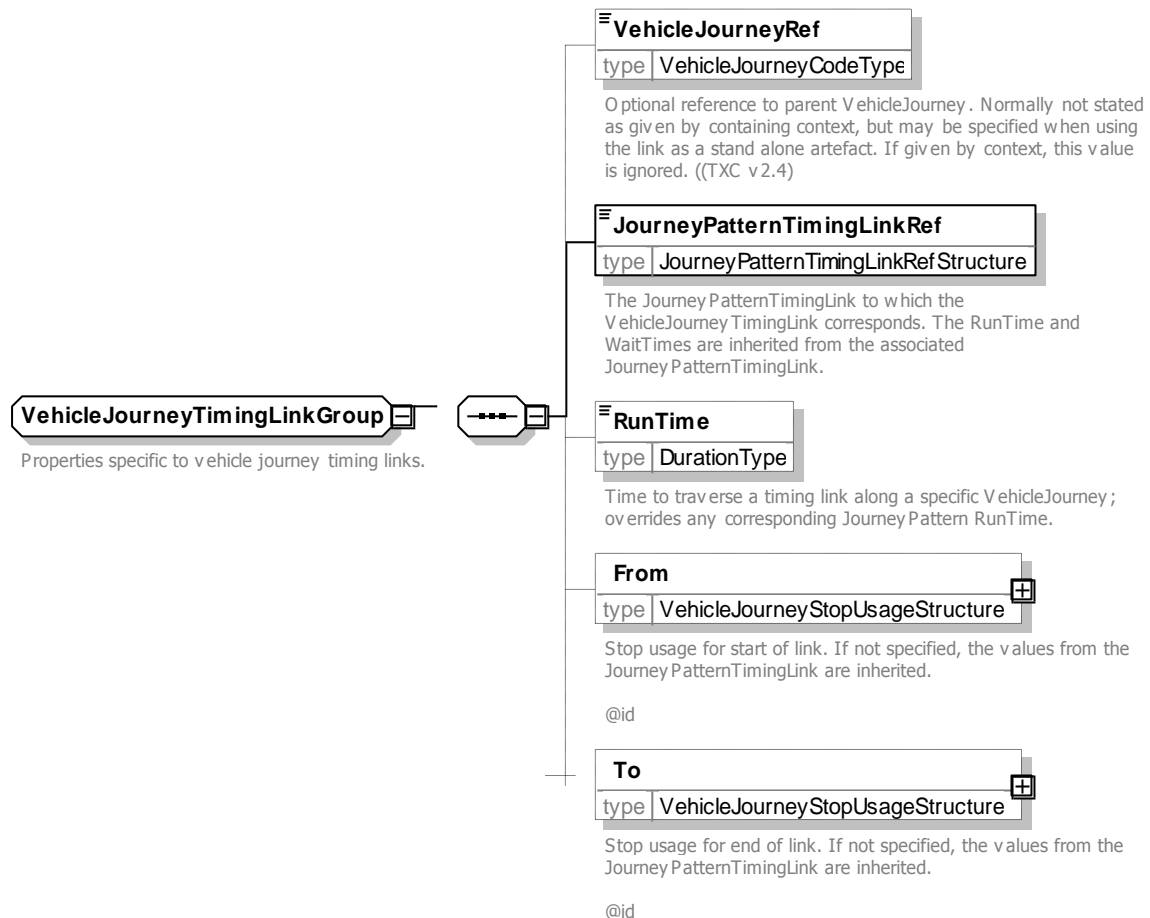 VehicleJourneyRef
type VehicleJourneyCodeType
Optional reference to parent VehicleJourney. Normally not stated
as given by containing context, but may be specified when using
the link as a stand alone artefact. If given by context, this value
is ignored. ((TXC v2.4)
JourneyPatternTimingLinkRef
type JourneyPatternTimingLinkRefStructure
The JourneyPatternTimingLink to which the
VehicleJourneyTimingLink corresponds. The RunTime and
WaitTimes are inherited from the associated
JourneyPatternTimingLink.
VehicleJourneyTimingLinkGroup
Properties specific to vehicle journey timing links.
RunTime
type DurationType
Time to traverse a timing link along a specific VehicleJourney;
overrides any corresponding JourneyPattern RunTime.
From
type VehicleJourneyStopUsageStructure
Stop usage for start of link. If not specified, the values from the
JourneyPatternTimingLink are inherited.
@id
To
type VehicleJourneyStopUsageStructure
Stop usage for end of link. If not specified, the values from the
JourneyPatternTimingLink are inherited.
@id